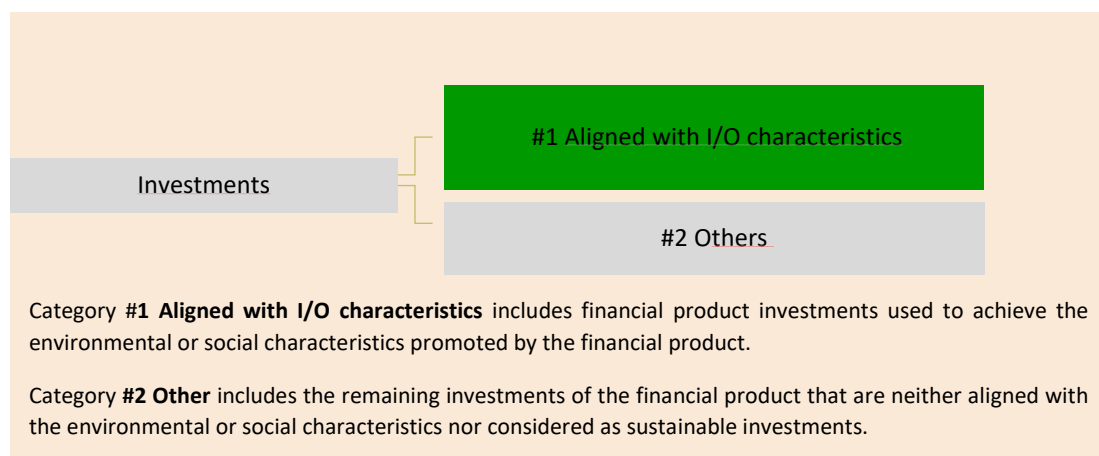 #1 Aligned with I/O characteristics
Investments
#2 Others
Category #1 Aligned with I/O characteristics includes financial product investments used to achieve the
environmental or social characteristics promoted by the financial product.
Category #2 Other includes the remaining investments of the financial product that are neither aligned with
the environmental or social characteristics nor considered as sustainable investments.